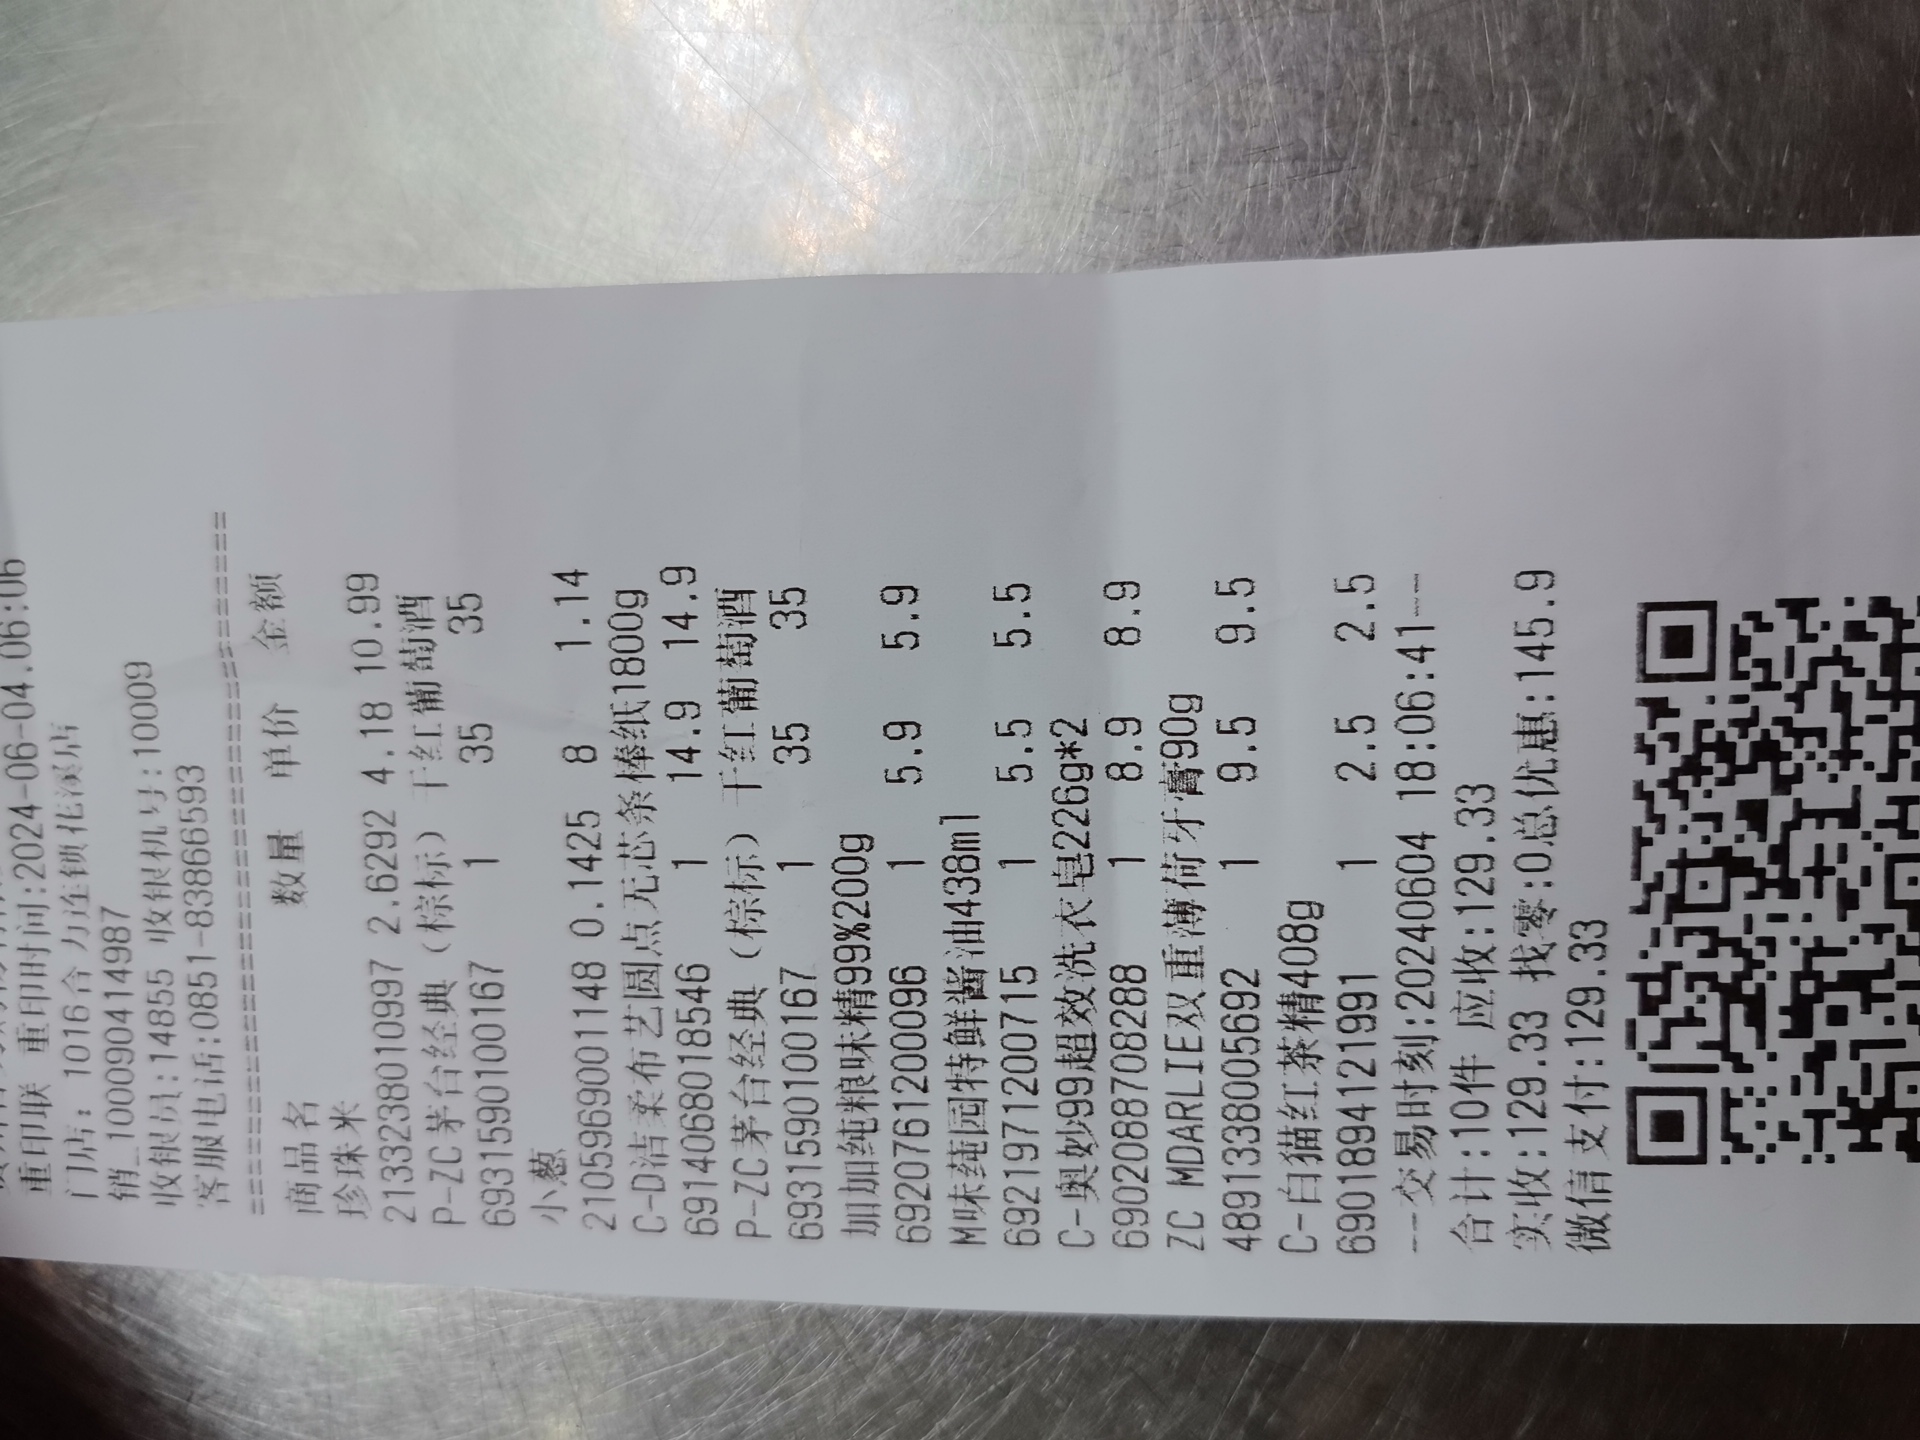 重印联 重印时间:2024-06-04.06:06
门店: 1016合力连锁花溪店
销_100090414987
收银员:14855 收银机号:10009
客服电话:0851-83866593
==========================================
商品名 数量 单价 金额
珍珠米
2133238010997 2.6292 4.18 10.99
P-ZC茅台经典（棕标）干红葡萄酒
6931590100167 1 35 35
小葱
2105969001148 0.1425 8 1.14
C-D洁柔布艺圆点无芯条棒纸1800g
6914068018546 1 14.9 14.9
P-ZC茅台经典（棕标）干红葡萄酒
6931590100167 1 35 35
加加纯粮味精99%200g
6920761200096 1 5.9 5.9
M味莼园特鲜酱油438ml
6921971200715 1 5.5 5.5
C-奥妙99超效洗衣皂226g*2
6902088708288 1 8.9 8.9
ZC MDARLIE双重薄荷牙膏90g
4891338005692 1 9.5 9.5
C-白猫红茶精408g
6901894121991 1 2.5 2.5
--交易时刻:20240604 18:06:41---
合计:10件 应收:129.33
实收:129.33 找零:0总优惠:145.9
微信支付:129.33